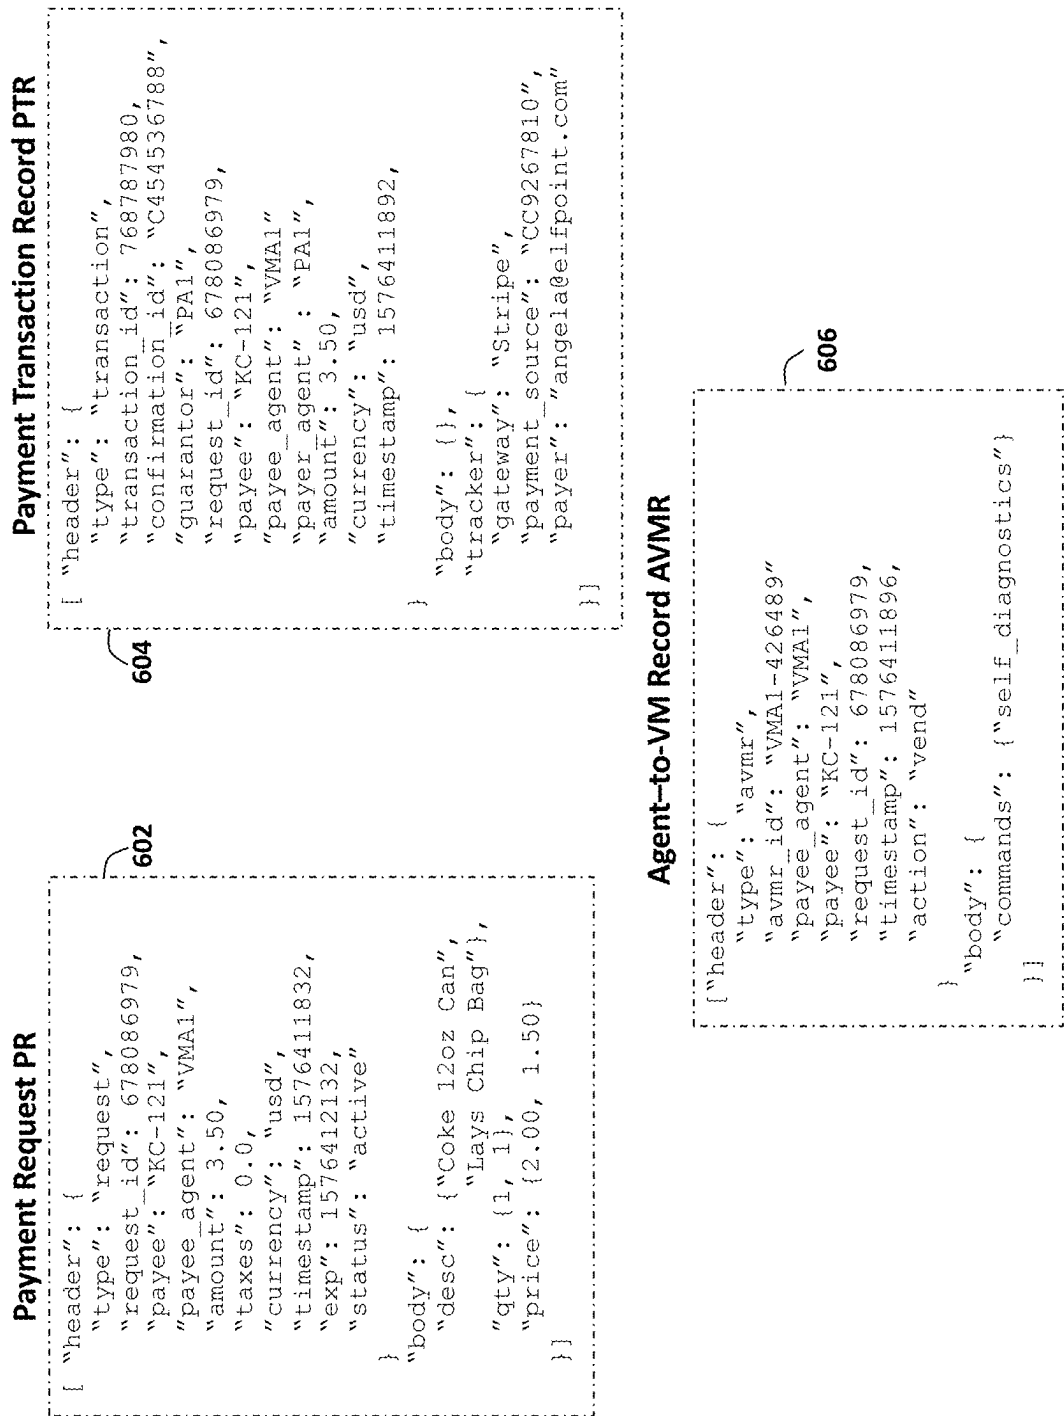 Payment Request PR
602
[ "header": {
"type": "request",
"request_id": 678086979,
"payee": "KC-121",
"payee_agent": "VMA1",
"amount": 3.50,
"taxes": 0.0,
"currency": "usd",
"timestamp": 1576411832,
"exp": 1576412132,
"status": "active"
}
"body": {
"desc": {"Coke 12oz Can",
"Lays Chip Bag"},
"qty": {1, 1},
"price": {2.00, 1.50}
}]
Payment Transaction Record PTR
604
[ "header": {
"type": "transaction",
"transaction_id": 768787980,
"confirmation_id": "C454536788",
"guarantor": "PA1",
"request_id": 678086979,
"payee": "KC-121",
"payee_agent": "VMA1"
"payer_agent" : "PA1",
"amount": 3.50,
"currency": "usd",
"timestamp": 1576411892,
}
"body": {},
"tracker": {
"gateway": "Stripe",
"payment_source": "CC9267810",
"payer": "angela@elfpoint.com"
}]
Agent–to-VM Record AVMR
606
["header": {
"type": "avmr",
"avmr_id": "VMA1-426489"
"payee_agent": "VMA1",
"payee": "KC-121",
"request_id": 678086979,
"timestamp": 1576411896,
"action": "vend"
}
"body": {
"commands": {"self_diagnostics"}
}]